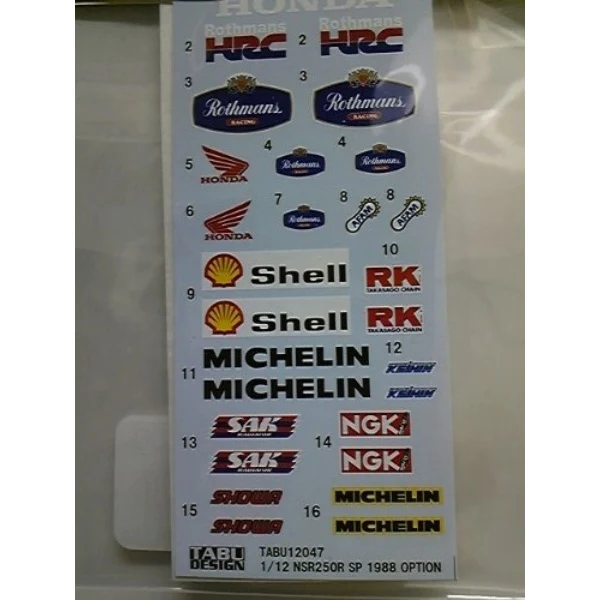 HONDA
Rothmans Rothmans
2 HRC 2 HRC
3 3
Rothmans Rothmans
RACING RACING
4 4
5 HONDA Rothmans Rothmans
7 8 8
6 HONDA Rothmans AFAM AFAM
10
Shell RK
TAKASAGO CHAIN
9
Shell RK
TAKASAGO CHAIN
12
MICHELIN KEIHIN
11
MICHELIN KEIHIN
SAK NGK
13 14
SAK NGK
SHOWA MICHELIN
15 16
SHOWA MICHELIN
TABU TABU12047
DESIGN 1/12 NSR250R SP 1988 OPTION